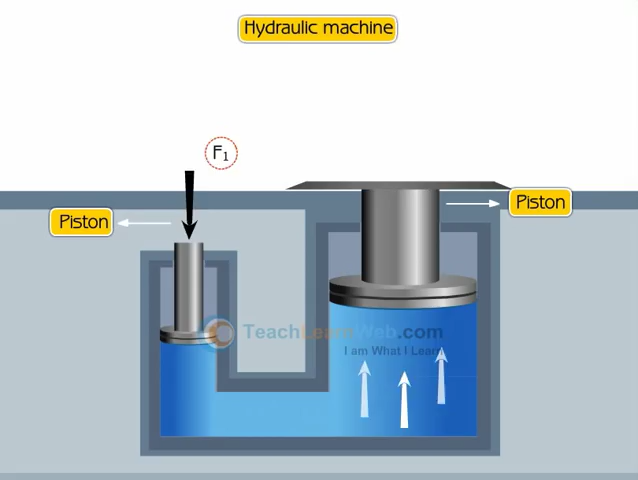 Hydraulic machine
F1
Piston
Piston
TeachLearnWeb.com
I am What I Learn